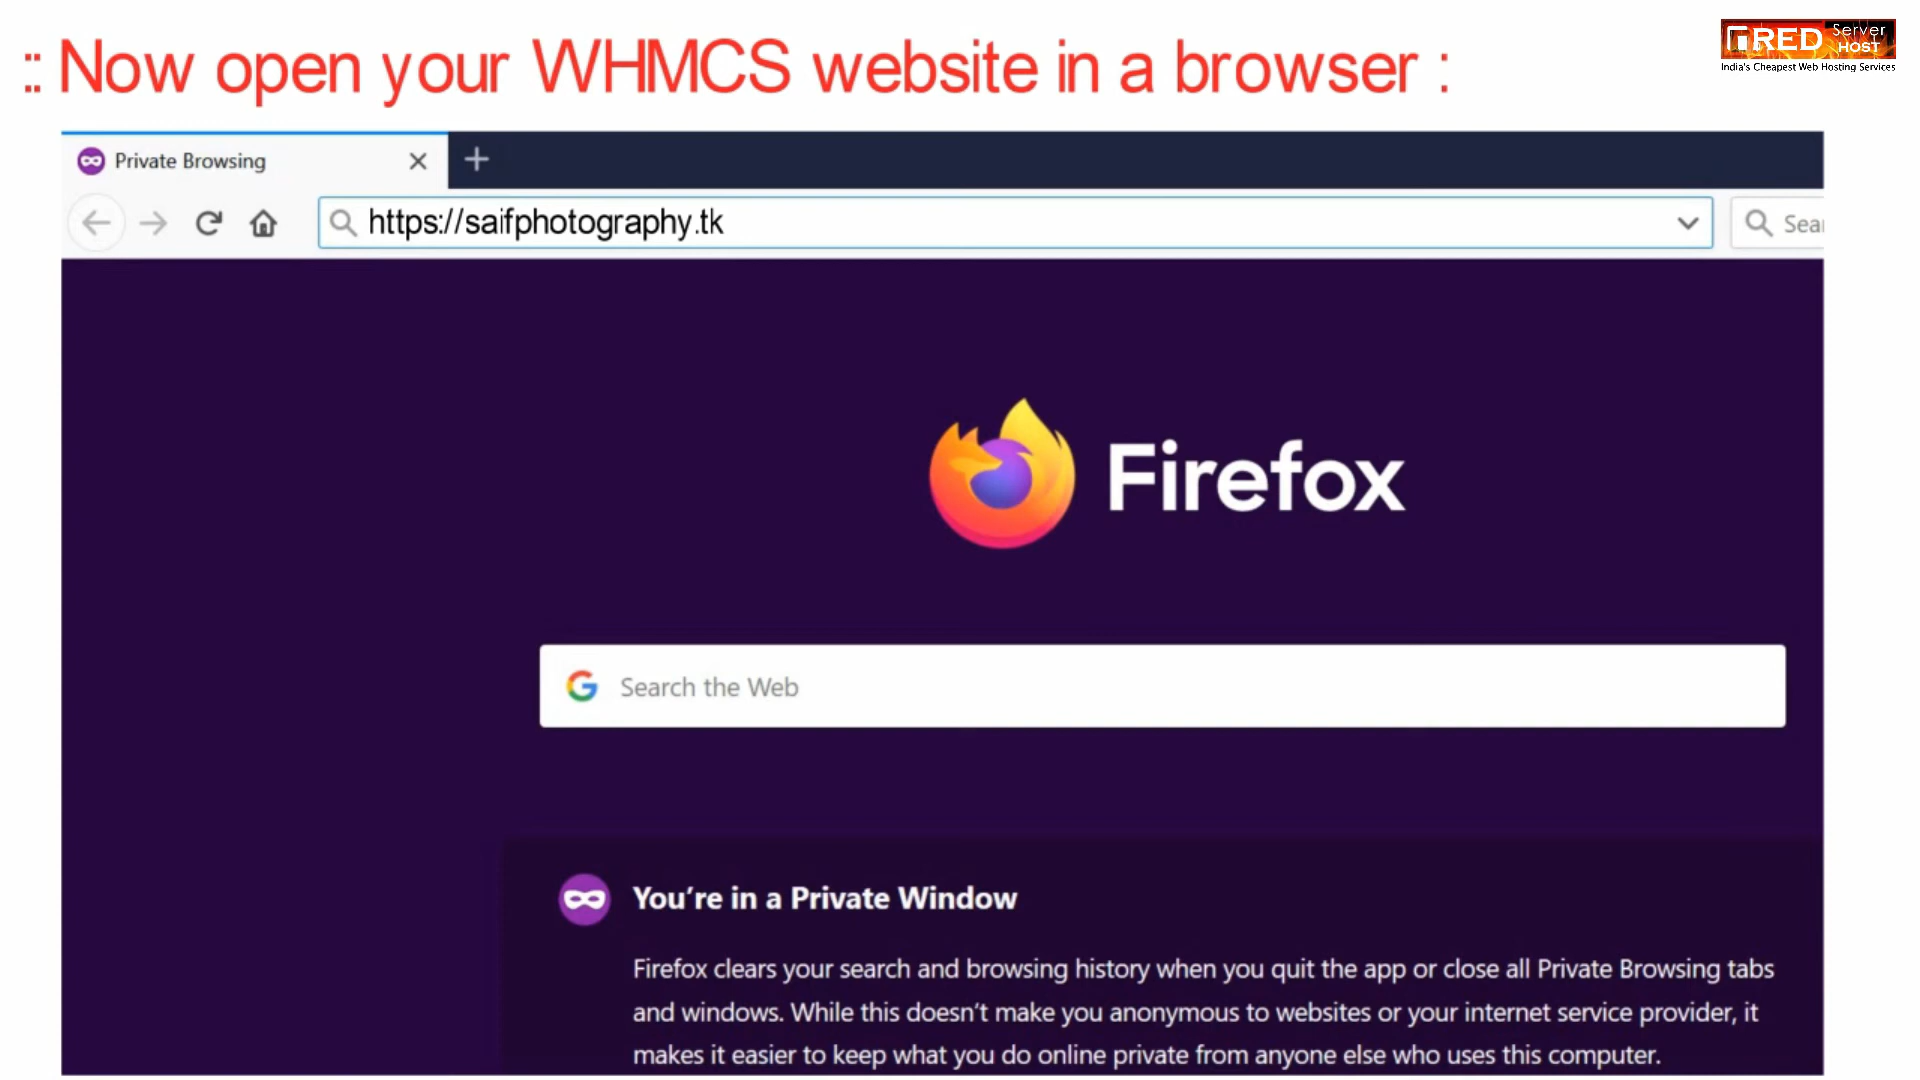 :: Now open your WHMCS website in a browser :
RED Server HOST
India's Cheapest Web Hosting Services
Private Browsing
https://saifphotography.tk
Sear
Firefox
Search the Web
You're in a Private Window
Firefox clears your search and browsing history when you quit the app or close all Private Browsing tabs
and windows. While this doesn't make you anonymous to websites or your internet service provider, it
makes it easier to keep what you do online private from anyone else who uses this computer.